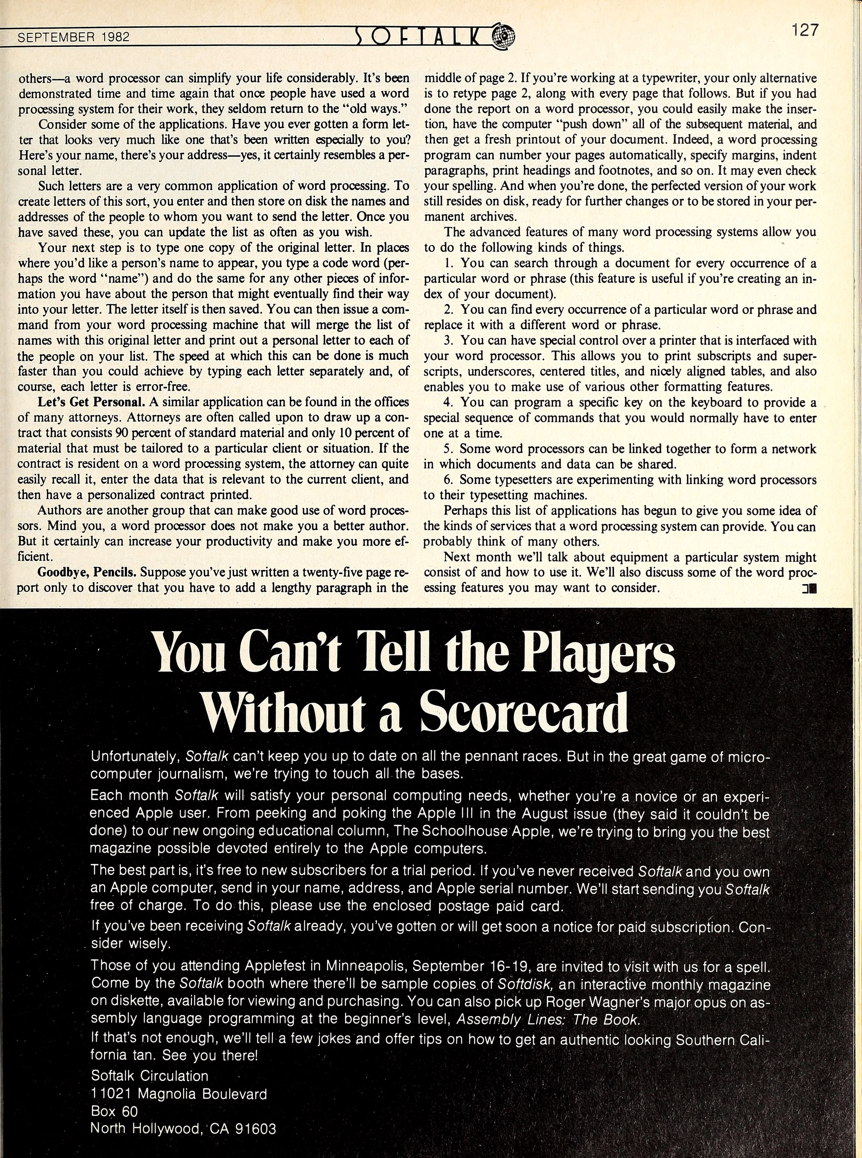 SEPTEMBER 1982
SOFTALK
127
others—a word processor can simplify your life considerably. It's been
demonstrated time and time again that once people have used a word
processing system for their work, they seldom return to the "old ways."
Consider some of the applications. Have you ever gotten a form let-
ter that looks very much like one that's been written especially to you?
Here's your name, there's your address—yes, it certainly resembles a per-
sonal letter.
Such letters are a very common application of word processing. To
create letters of this sort, you enter and then store on disk the names and
addresses of the people to whom you want to send the letter. Once you
have saved these, you can update the list as often as you wish.
Your next step is to type one copy of the original letter. In places
where you'd like a person's name to appear, you type a code word (per-
haps the word "name") and do the same for any other pieces of infor-
mation you have about the person that might eventually find their way
into your letter. The letter itself is then saved. You can then issue a com-
mand from your word processing machine that will merge the list of
names with this original letter and print out a personal letter to each of
the people on your list. The speed at which this can be done is much
faster than you could achieve by typing each letter separately and, of
course, each letter is error-free.
Let's Get Personal. A similar application can be found in the offices
of many attorneys. Attorneys are often called upon to draw up a con-
tract that consists 90 percent of standard material and only 10 percent of
material that must be tailored to a particular client or situation. If the
contract is resident on a word processing system, the attorney can quite
easily recall it, enter the data that is relevant to the current client, and
then have a personalized contract printed.
Authors are another group that can make good use of word proces-
sors. Mind you, a word processor does not make you a better author.
But it certainly can increase your productivity and make you more ef-
ficient.
Goodbye, Pencils. Suppose you've just written a twenty-five page re-
port only to discover that you have to add a lengthy paragraph in the
middle of page 2. If you're working at a typewriter, your only alternative
is to retype page 2, along with every page that follows. But if you had
done the report on a word processor, you could easily make the inser-
tion, have the computer "push down" all of the subsequent material, and
then get a fresh printout of your document. Indeed, a word processing
program can number your pages automatically, specify margins, indent
paragraphs, print headings and footnotes, and so on. It may even check
your spelling. And when you're done, the perfected version of your work
still resides on disk, ready for further changes or to be stored in your per-
manent archives.
The advanced features of many word processing systems allow you
to do the following kinds of things.
1. You can search through a document for every occurrence of a
particular word or phrase (this feature is useful if you're creating an in-
dex of your document).
2. You can find every occurrence of a particular word or phrase and
replace it with a different word or phrase.
3. You can have special control over a printer that is interfaced with
your word processor. This allows you to print subscripts and super-
scripts, underscores, centered titles, and nicely aligned tables, and also
enables you to make use of various other formatting features.
4. You can program a specific key on the keyboard to provide a
special sequence of commands that you would normally have to enter
one at a time.
5. Some word processors can be linked together to form a network
in which documents and data can be shared.
6. Some typesetters are experimenting with linking word processors
to their typesetting machines.
Perhaps this list of applications has begun to give you some idea of
the kinds of services that a word processing system can provide. You can
probably think of many others.
Next month we'll talk about equipment a particular system might
consist of and how to use it. We'll also discuss some of the word proc-
essing features you may want to consider.
You Can't Tell the Players
Without a Scorecard
Unfortunately, Softalk can't keep you up to date on all the pennant races. But in the great game of micro-
computer journalism, we're trying to touch all the bases.
Each month Softalk will satisfy your personal computing needs, whether you're a novice or an experi-
enced Apple user. From peeking and poking the Apple III in the August issue (they said it couldn't be
done) to our new ongoing educational column, The Schoolhouse Apple, we're trying to bring you the best
magazine possible devoted entirely to the Apple computers.
The best part is, it's free to new subscribers for a trial period. If you've never received Softalk and you own
an Apple computer, send in your name, address, and Apple serial number. We'll start sending you Softalk
free of charge. To do this, please use the enclosed postage paid card.
If you've been receiving Softalk already, you've gotten or will get soon a notice for paid subscription. Con-
sider wisely.
Those of you attending Applefest in Minneapolis, September 16-19, are invited to visit with us for a spell.
Come by the Softalk booth where there'll be sample copies of Softdisk, an interactive monthly magazine
on diskette, available for viewing and purchasing. You can also pick up Roger Wagner's major opus on as-
sembly language programming at the beginner's level, Assembly Lines: The Book.
If that's not enough, we'll tell a few jokes and offer tips on how to get an authentic looking Southern Cali-
fornia tan. See you there!
Softalk Circulation
11021 Magnolia Boulevard
Box 60
North Hollywood, CA 91603